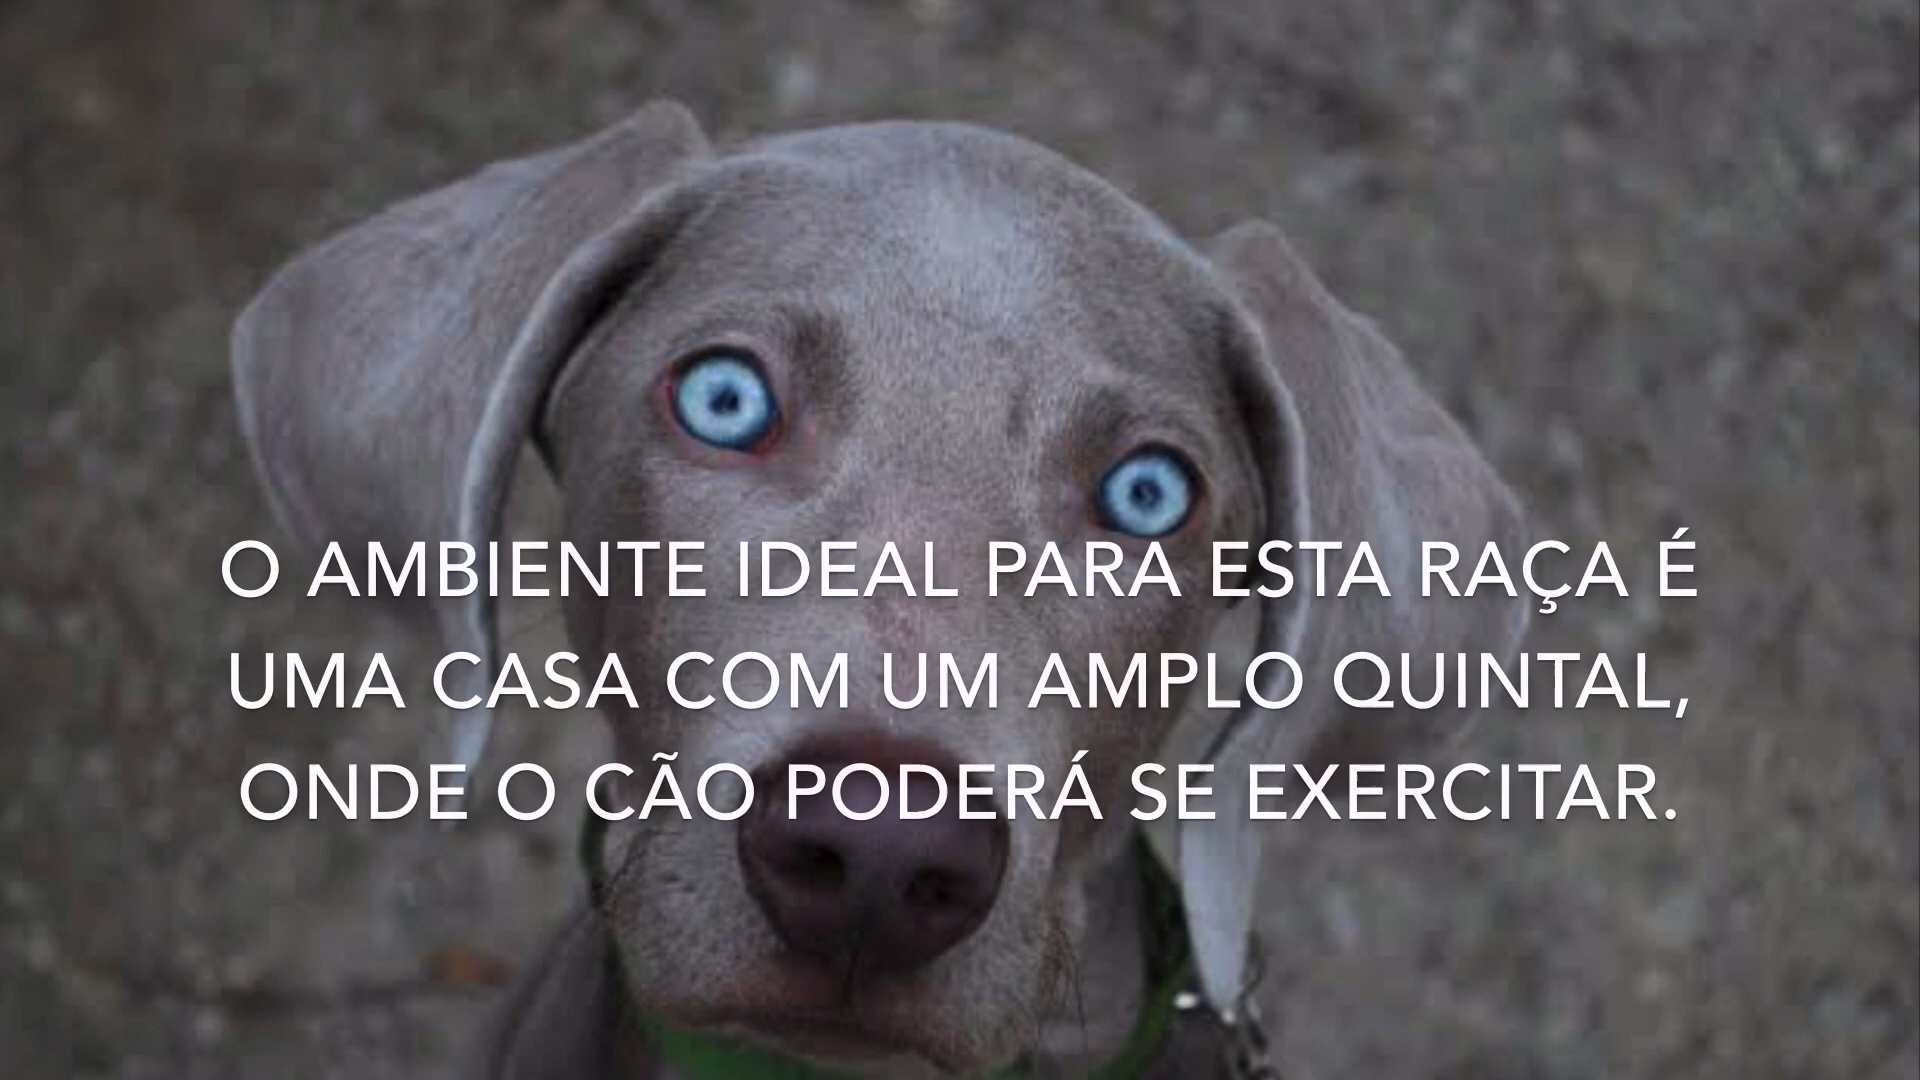 O AMBIENTE IDEAL PARA ESTA RAÇA É
UMA CASA COM UM AMPLO QUINTAL,
ONDE O CÃO PODERÁ SE EXERCITAR.